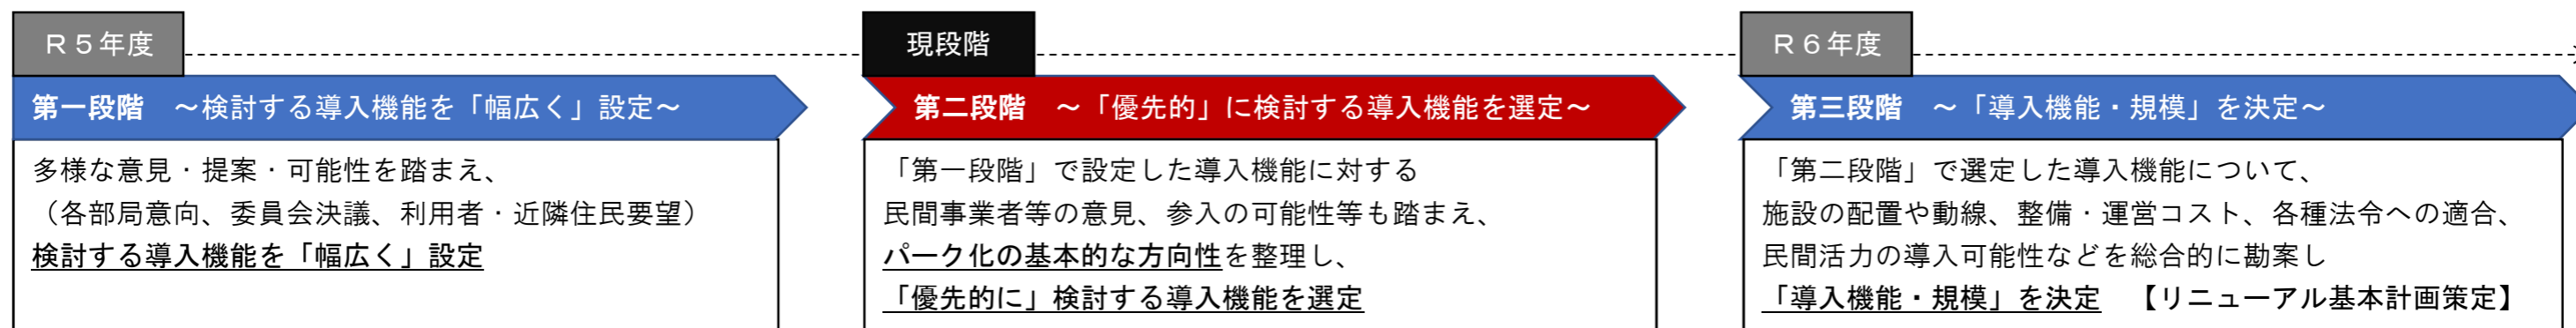 Ｒ５年度
第一段階　～検討する導入機能を「幅広く」設定～
多様な意見・提案・可能性を踏まえ、
（各部局意向、委員会決議、利用者・近隣住民要望）
検討する導入機能を「幅広く」設定
現段階
第二段階　～「優先的」に検討する導入機能を選定～
「第一段階」で設定した導入機能に対する
民間事業者等の意見、参入の可能性等も踏まえ、
パーク化の基本的な方向性を整理し、
「優先的に」検討する導入機能を選定
Ｒ６年度
第三段階　～「導入機能・規模」を決定～
「第二段階」で選定した導入機能について、
施設の配置や動線、整備・運営コスト、各種法令への適合、
民間活力の導入可能性などを総合的に勘案し
「導入機能・規模」を決定　【リニューアル基本計画策定】